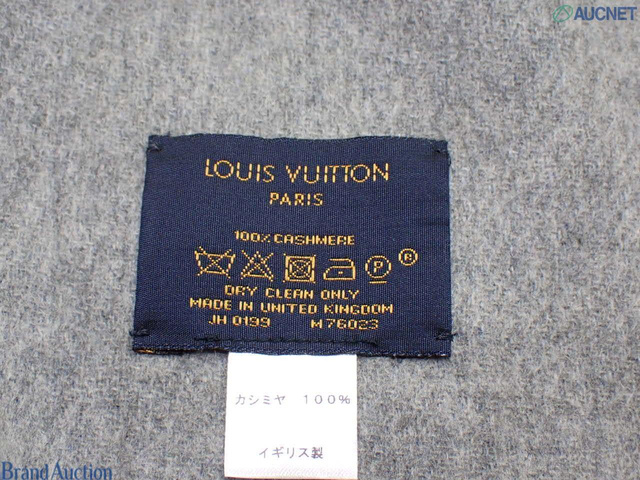 AUCNET
LOUIS VUITTON
PARIS
100% CASHMERE
P ®
DRY CLEAN ONLY
MADE IN UNITED KINGDOM
JH 0199 M76023
カシミヤ 100%
イギリス製
Brand Auction